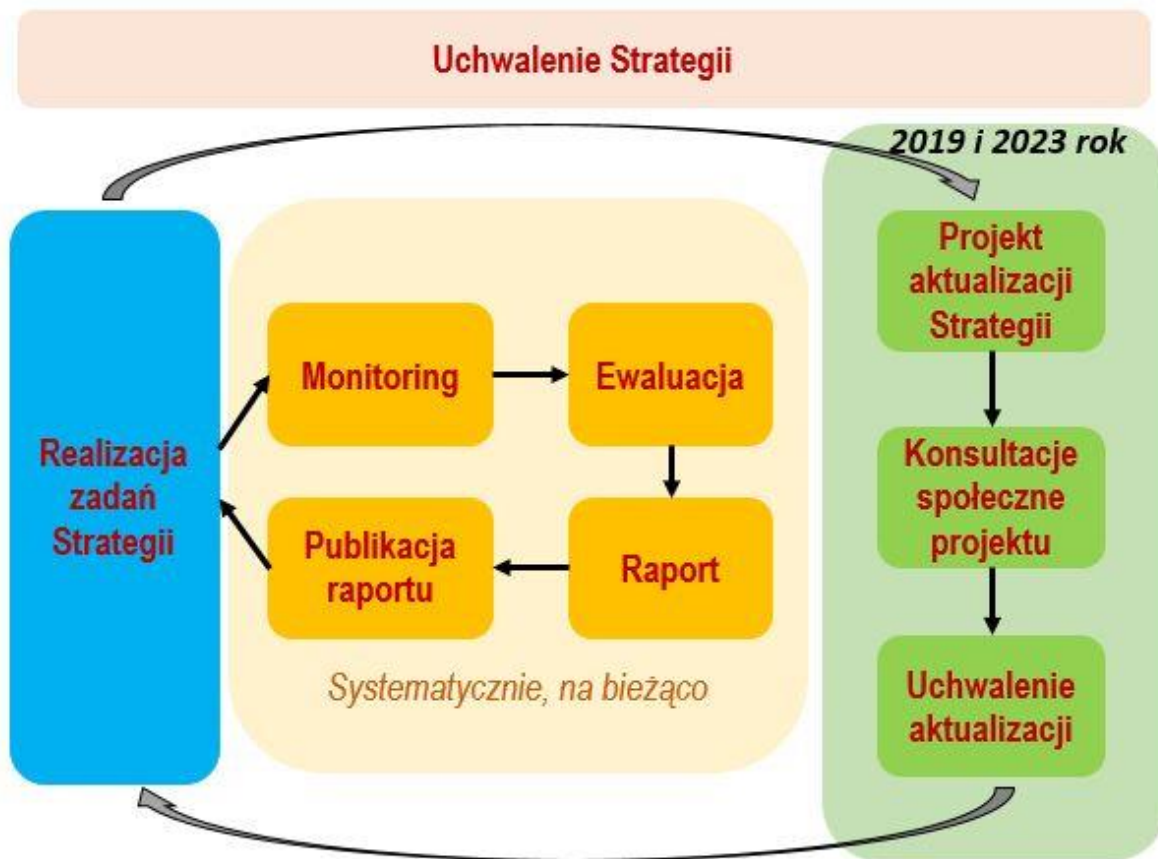 Uchwalenie Strategii
2019 i 2023 rok
Projekt
aktualizacji
Strategii
Monitoring
Ewaluacja
Realizacja
zadań
Strategii
Konsultacje
społeczne
projektu
Publikacja
raportu
Raport
Systematycznie, na bieżąco
Uchwalenie
aktualizacji